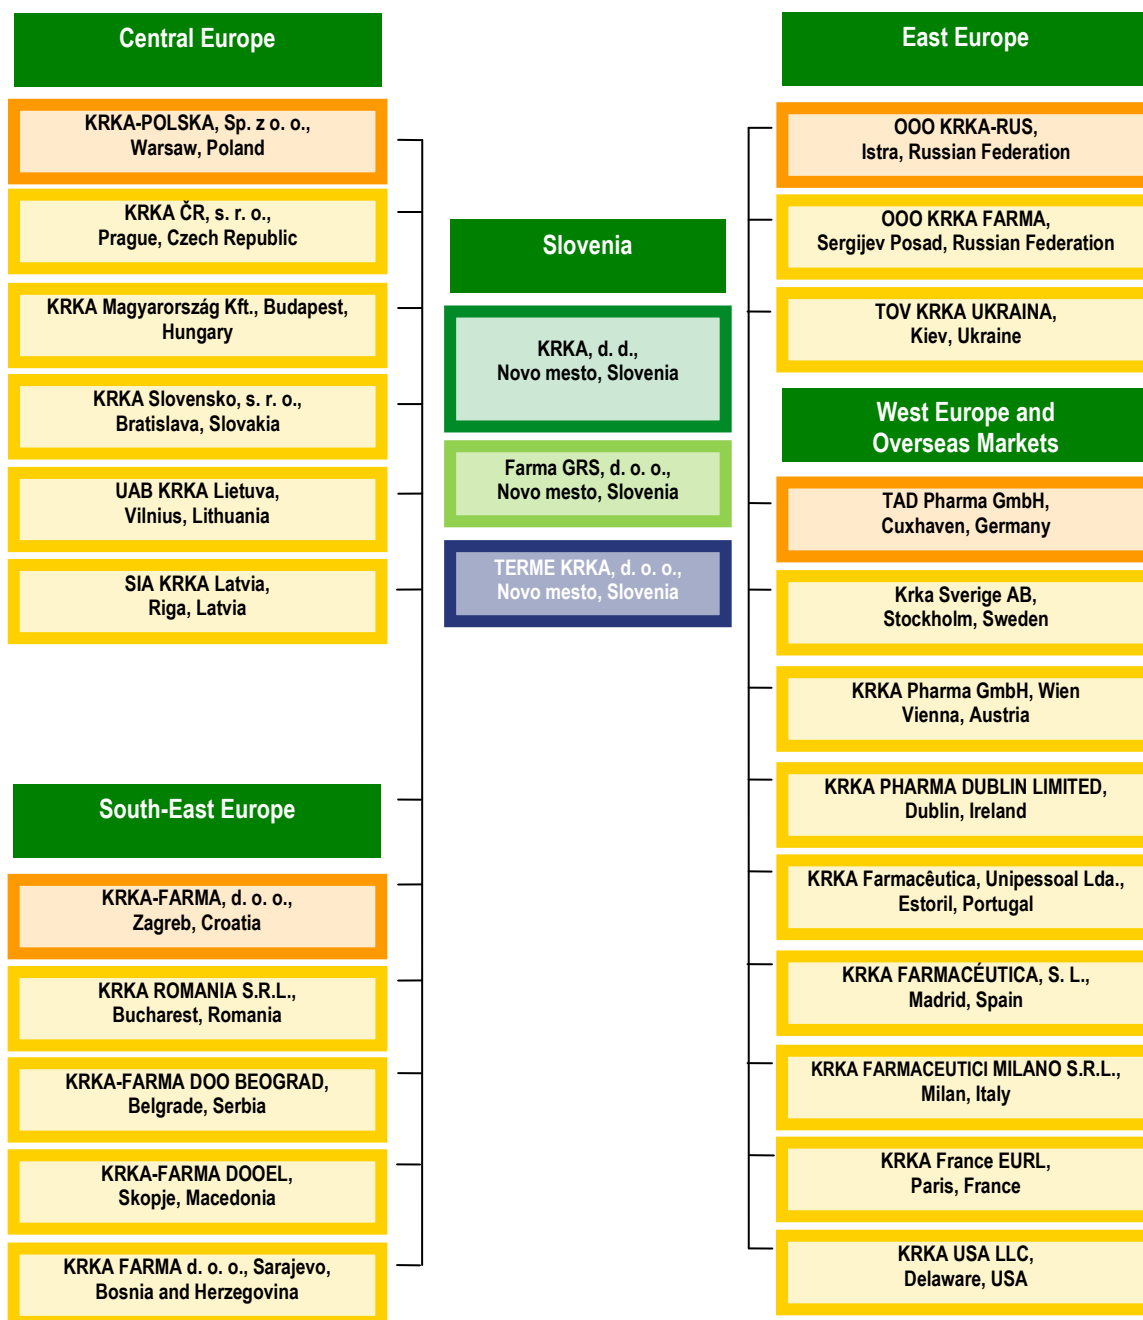 Central Europe
KRKA-POLSKA, Sp. z o. o.,
Warsaw, Poland
KRKA ČR, s. r. o.,
Prague, Czech Republic
KRKA Magyarország Kft., Budapest,
Hungary
KRKA Slovensko, s. r. o.,
Bratislava, Slovakia
UAB KRKA Lietuva,
Vilnius, Lithuania
SIA KRKA Latvia,
Riga, Latvia
South-East Europe
KRKA-FARMA, d. o. o.,
Zagreb, Croatia
KRKA ROMANIA S.R.L.,
Bucharest, Romania
KRKA-FARMA DOO BEOGRAD,
Belgrade, Serbia
KRKA-FARMA DOOEL,
Skopje, Macedonia
KRKA FARMA d. o. o., Sarajevo,
Bosnia and Herzegovina
Slovenia
KRKA, d. d.,
Novo mesto, Slovenia
Farma GRS, d. o. o.,
Novo mesto, Slovenia
TERME KRKA, d. o. o.,
Novo mesto, Slovenia
East Europe
OOO KRKA-RUS,
Istra, Russian Federation
OOO KRKA FARMA,
Sergijev Posad, Russian Federation
TOV KRKA UKRAINA,
Kiev, Ukraine
West Europe and
Overseas Markets
TAD Pharma GmbH,
Cuxhaven, Germany
Krka Sverige AB,
Stockholm, Sweden
KRKA Pharma GmbH, Wien
Vienna, Austria
KRKA PHARMA DUBLIN LIMITED,
Dublin, Ireland
KRKA Farmacêutica, Unipessoal Lda.,
Estoril, Portugal
KRKA FARMACÉUTICA, S. L.,
Madrid, Spain
KRKA FARMACEUTICI MILANO S.R.L.,
Milan, Italy
KRKA France EURL,
Paris, France
KRKA USA LLC,
Delaware, USA